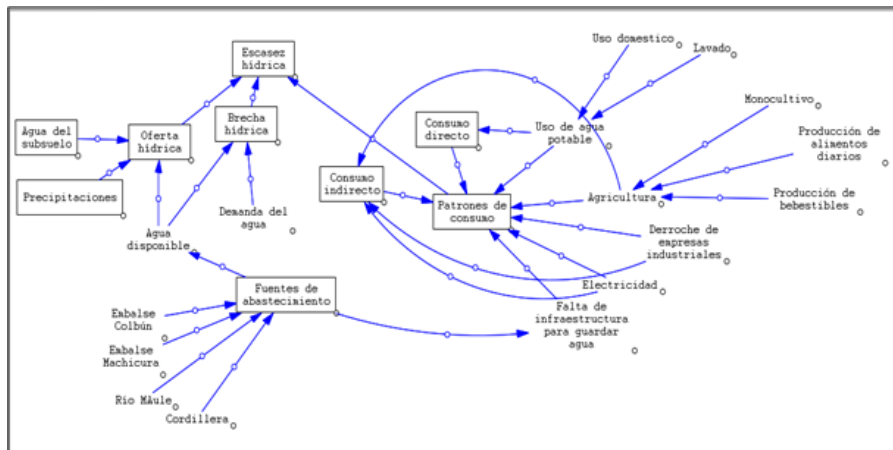 Uso domestico
Lavado
Escasez
hídrica
Monocultivo
Agua del
subsuelo
Oferta
hídrica
Brecha
hídrica
Consumo
directo
Uso de agua
potable
Producción de
alimentos
diarios
Precipitaciones
Consumo
indirecto
Patrones de
consumo
Agricultura
Producción de
bebestibles
Agua
disponible
Demanda del
agua
Derroche de
empresas
industriales
Fuentes de
abastecimiento
Electricidad
Embalse
Colbún
Falta de
infraestructura
para guardar
agua
Embalse
Machicura
Río MAule
Cordillera